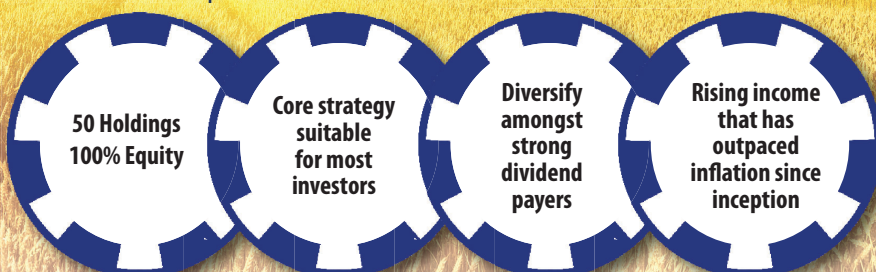 50 Holdings
100% Equity
Core strategy
suitable
for most
investors
Diversify
amongst
strong
dividend
payers
Rising income
that has
outpaced
inflation since
inception